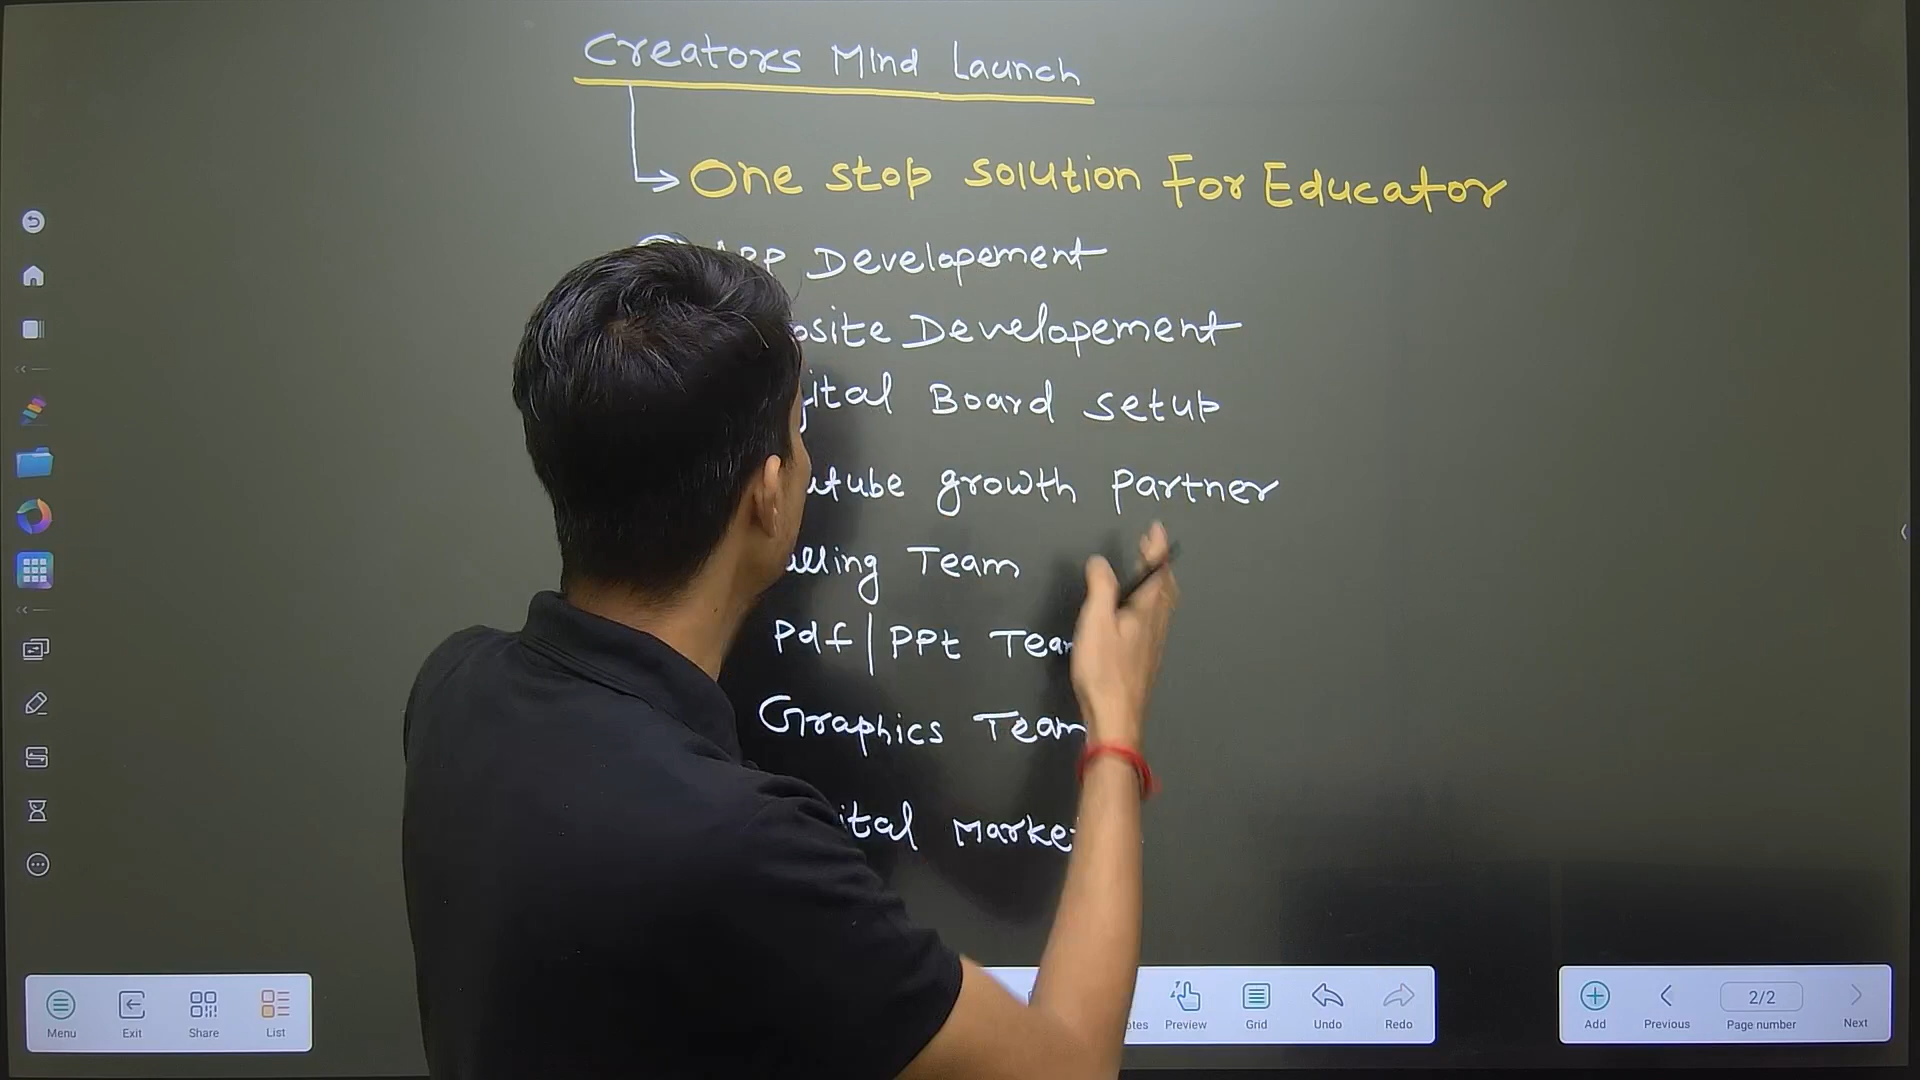 Creators Mind Launch
One stop solution For Educator
APP Developement
Developement
Board setup
growth partner
Team
Pdf | PPt
Graphics Team
Menu
Exit
Share
List
Preview
Grid
Undo
Redo
Add
Previous
2/2
Page number
Next